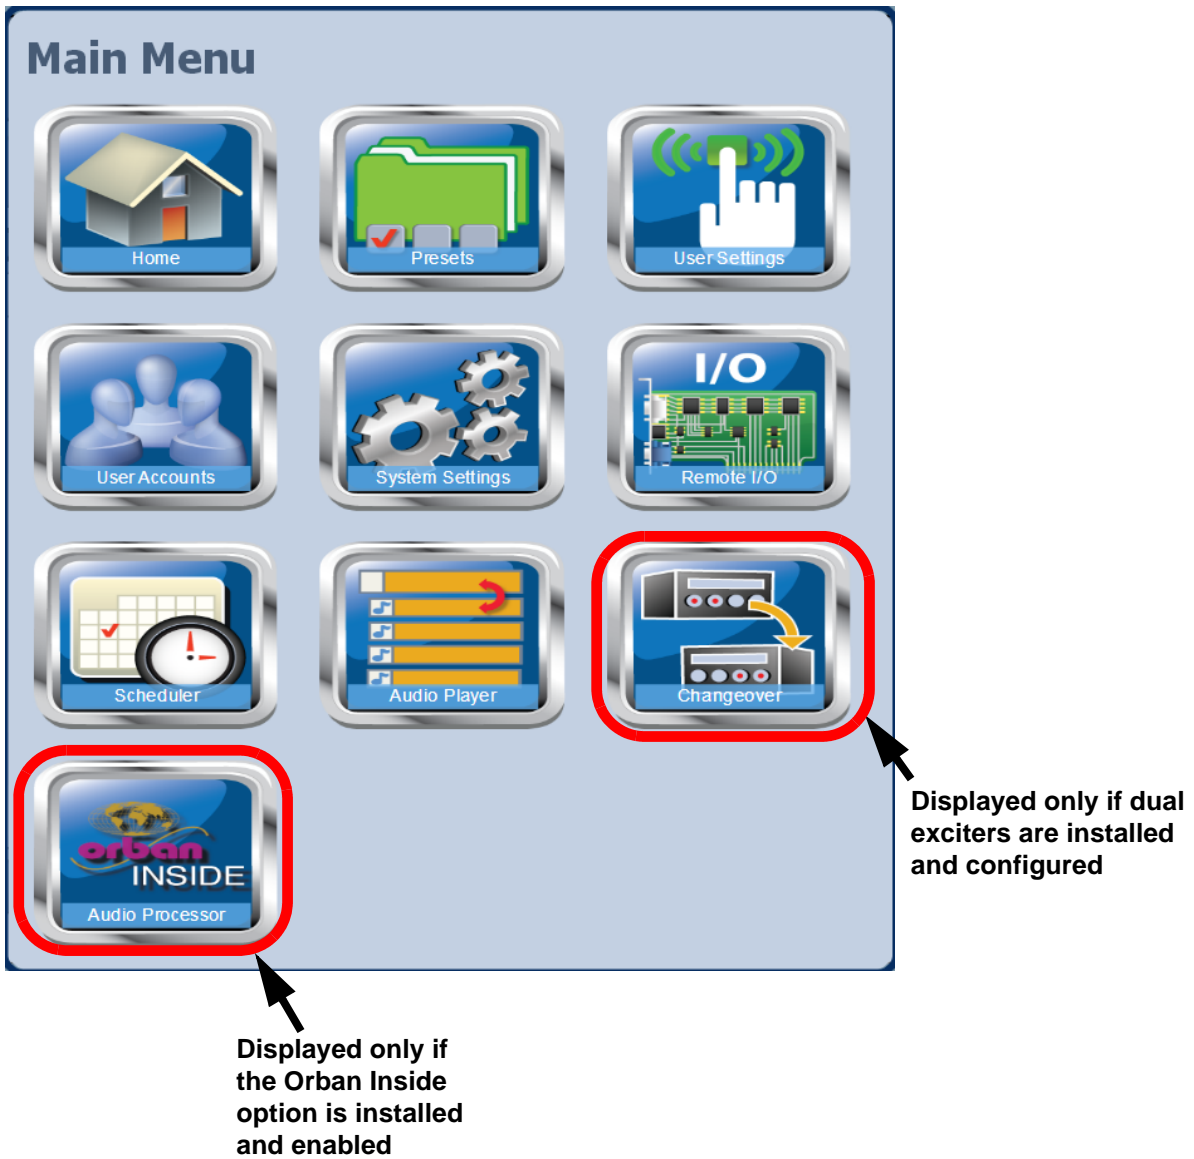 Main Menu
Home
Presets
User Settings
User Accounts
System Settings
I/O
Remote I/O
Scheduler
Audio Player
Changeover
orban
INSIDE
Audio Processor
Displayed only if dual
exciters are installed
and configured
Displayed only if
the Orban Inside
option is installed
and enabled